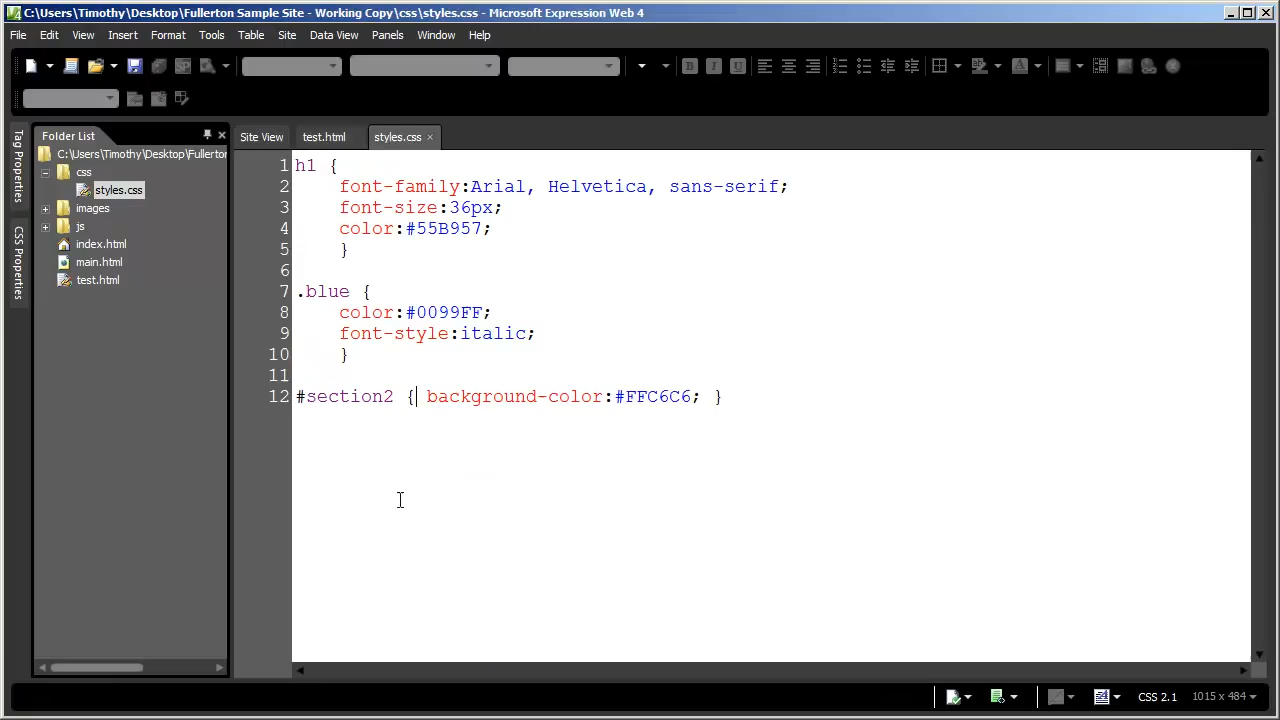 C:\Users\Timothy\Desktop\Fullerton Sample Site - Working Copy\css\styles.css - Microsoft Expression Web 4
File Edit View Insert Format Tools Table Site Data View Panels Window Help
Tag Properties
CSS Properties
Folder List
C:\Users\Timothy\Desktop\Fullerton
css
styles.css
images
js
index.html
main.html
test.html
Site View test.html styles.css
1 h1 {
2 font-family:Arial, Helvetica, sans-serif;
3 font-size:36px;
4 color:#55B957;
5 }
6
7 .blue {
8 color:#0099FF;
9 font-style:italic;
10 }
11
12 #section2 { background-color:#FFC6C6; }
CSS 2.1 1015 x 484